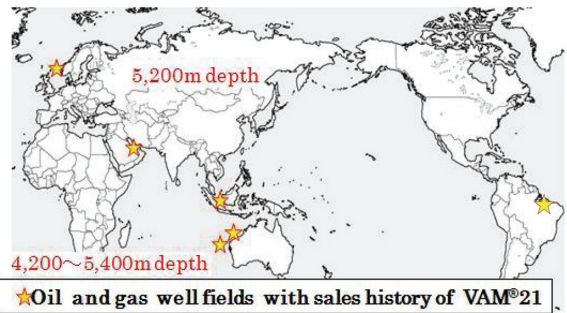 5,200m depth
4,200～5,400m depth
Oil and gas well fields with sales history of VAM®21